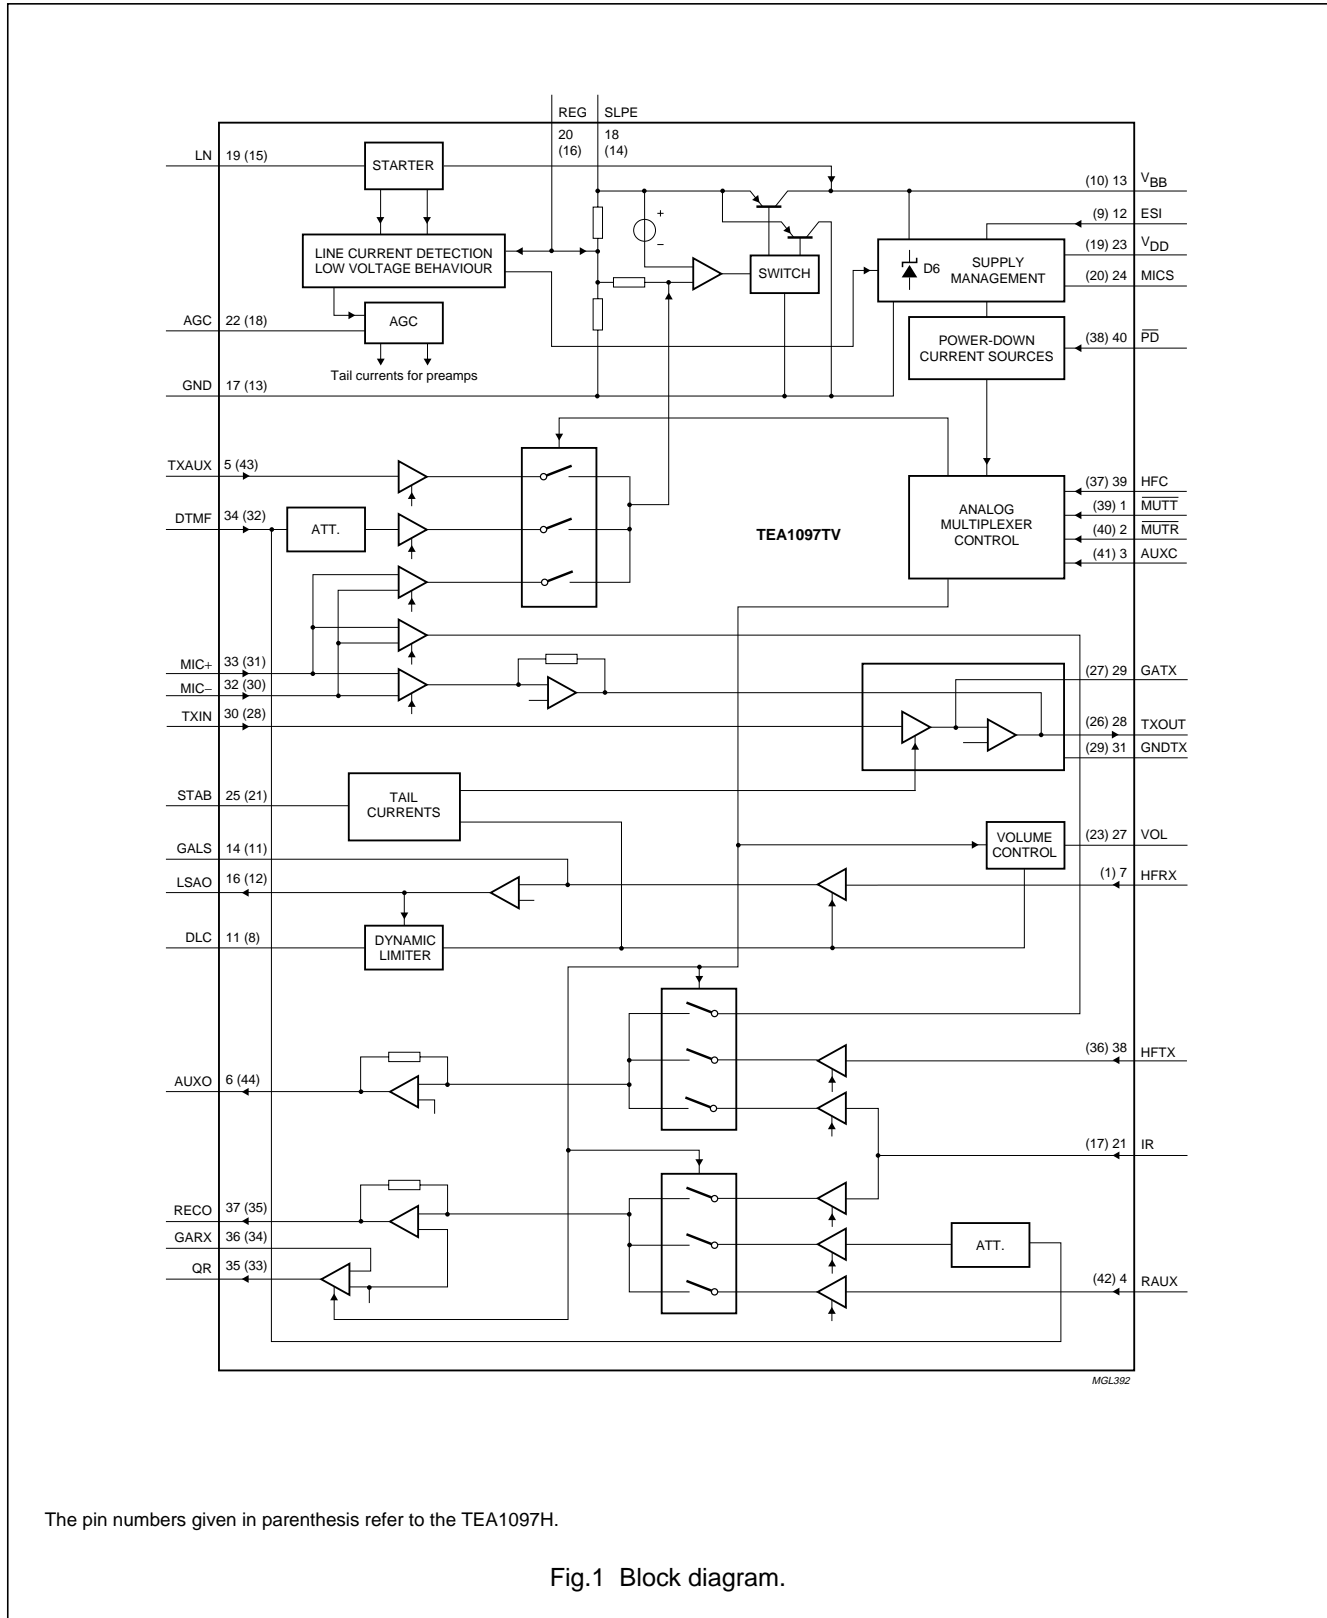 REG SLPE
20 18
(16) (14)
LN 19 (15)
STARTER
(10) 13 VBB
(9) 12 ESI
+
−
LINE CURRENT DETECTION
LOW VOLTAGE BEHAVIOUR
SWITCH
D6
SUPPLY
MANAGEMENT
(19) 23 VDD
(20) 24 MICS
AGC 22 (18)
AGC
POWER-DOWN
CURRENT SOURCES
(38) 40 PD
Tail currents for preamps
GND 17 (13)
TXAUX 5 (43)
DTMF 34 (32)
ATT.
TEA1097TV
ANALOG
MULTIPLEXER
CONTROL
(37) 39 HFC
(39) 1 MUTT
(40) 2 MUTR
(41) 3 AUXC
MIC+ 33 (31)
MIC− 32 (30)
TXIN 30 (28)
(27) 29 GATX
(26) 28 TXOUT
(29) 31 GNDTX
STAB 25 (21)
TAIL
CURRENTS
GALS 14 (11)
VOLUME
CONTROL
(23) 27 VOL
LSAO 16 (12)
(1) 7 HFRX
DLC 11 (8)
DYNAMIC
LIMITER
(36) 38 HFTX
AUXO 6 (44)
(17) 21 IR
RECO 37 (35)
GARX 36 (34)
ATT.
QR 35 (33)
(42) 4 RAUX
MGL392
The pin numbers given in parenthesis refer to the TEA1097H.
Fig.1 Block diagram.